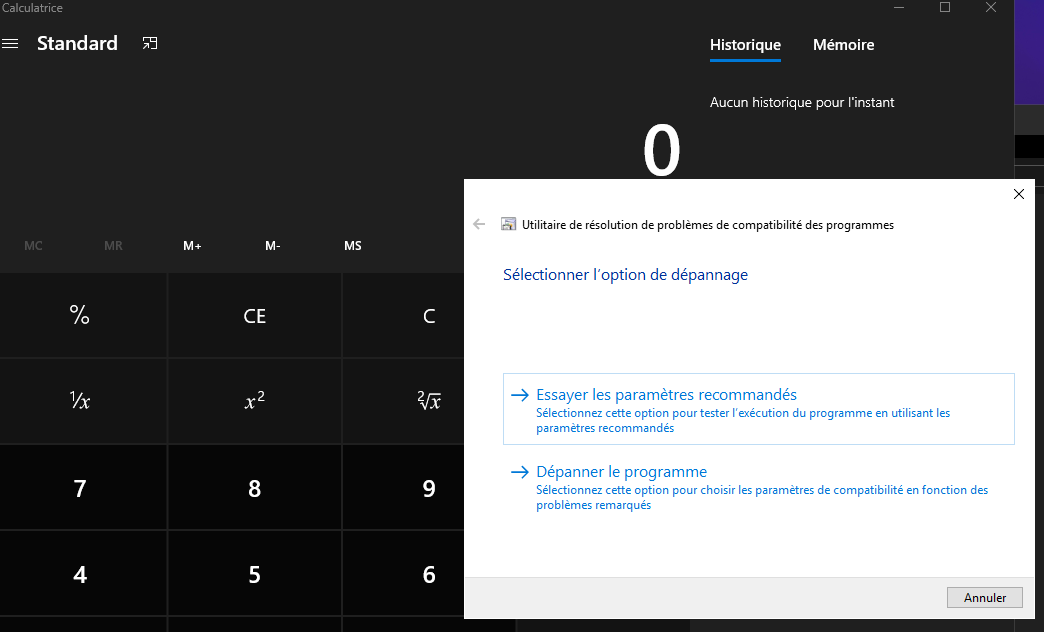 Calculatrice
Standard
Historique Mémoire
Aucun historique pour l'instant
0
MC MR M+ M- MS
% CE C
¹/x x² ²√x
7 8 9
4 5 6
Utilitaire de résolution de problèmes de compatibilité des programmes
Sélectionner l'option de dépannage
Essayer les paramètres recommandés
Sélectionnez cette option pour tester l'exécution du programme en utilisant les
paramètres recommandés
Dépanner le programme
Sélectionnez cette option pour choisir les paramètres de compatibilité en fonction des
problèmes remarqués
Annuler